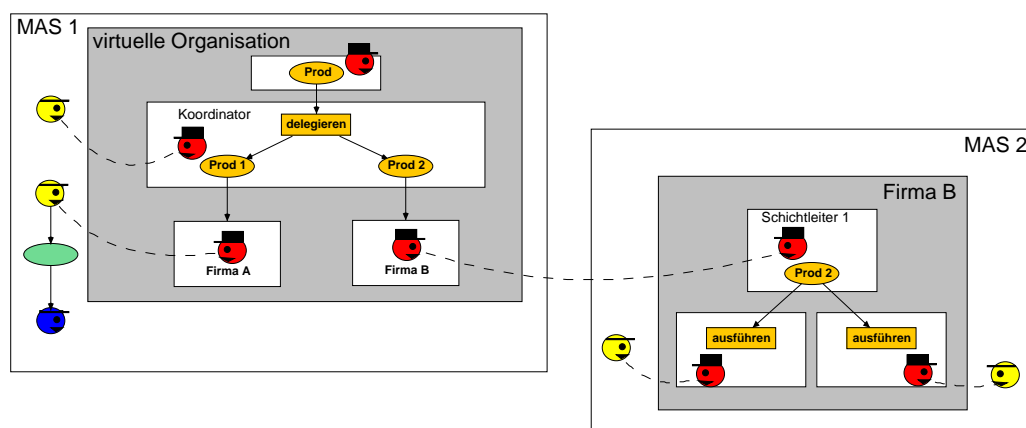 MAS 1
virtuelle Organisation
Prod
Koordinator
delegieren
Prod 1
Prod 2
Firma A
Firma B
MAS 2
Firma B
Schichtleiter 1
Prod 2
ausführen
ausführen